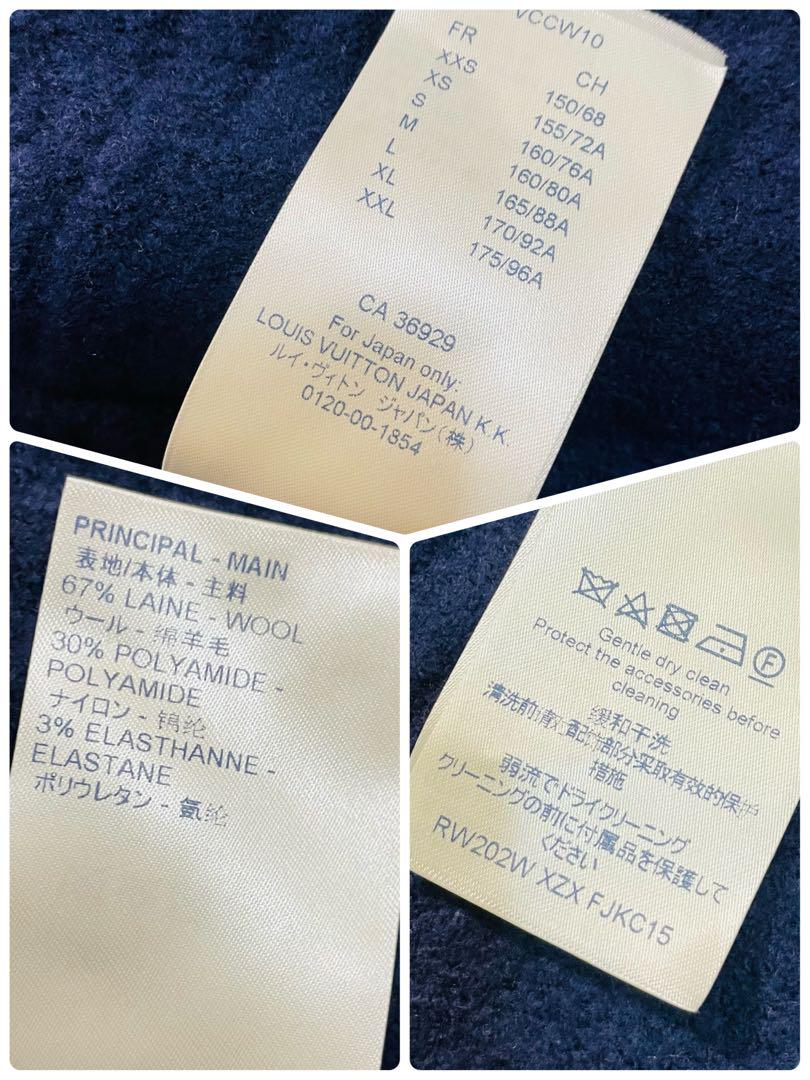 VCCW10
FR CH
XXS 150/68
XS 155/72A
S 160/76A
M 160/80A
L 165/88A
XL 170/92A
XXL 175/96A
CA 36929
For Japan only:
LOUIS VUITTON JAPAN K.K.
ルイ・ヴィトン ジャパン(株)
0120-00-1854
PRINCIPAL - MAIN
表地/本体 - 主料
67% LAINE - WOOL
ウール - 绵羊毛
30% POLYAMIDE -
POLYAMIDE
ナイロン - 锦纶
3% ELASTHANNE -
ELASTANE
ポリウレタン - 氨纶
F
Gentle dry clean
Protect the accessories before
cleaning
缓和干洗
清洗前请对配饰部分采取有效的保护
措施
弱流でドライクリーニング
クリーニングの前に付属品を保護して
ください
RW202W XZX FJKC15